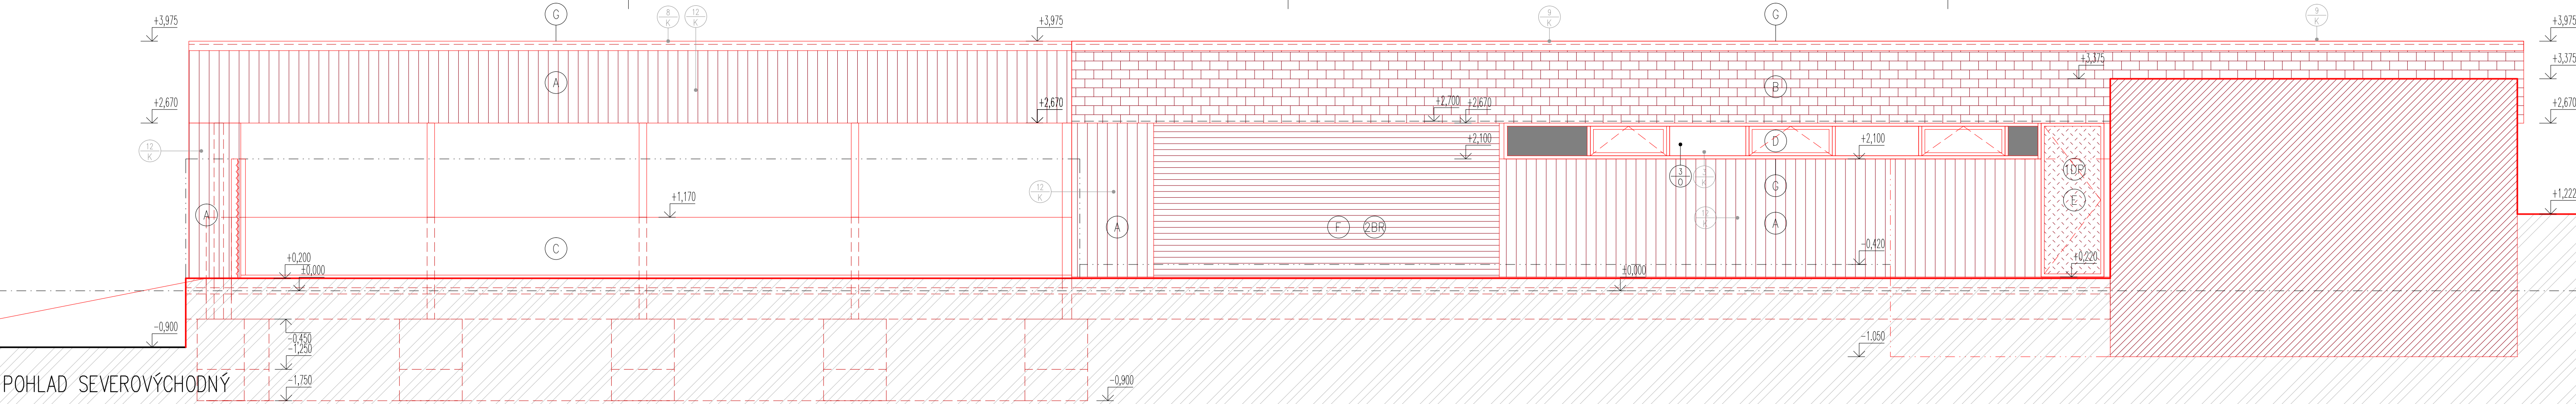 +3,975
G
8
K
12
K
+3,975
9
K
G
9
K
+3,975
A
B
+3,375
+3,375
+2,670
+2,670
+2,700
+2,670
+2,670
12
K
+2,100
D
+2,100
12
K
3
O
K
1DP
+1,170
G
E
+1,222
A
A
F
2BR
12
K
A
C
+0,200
±0,000
±0,000
-0,420
+0,220
-0,900
-0,450
-1,250
-1.050
POHLAD SEVEROVÝCHODNÝ
-1,750
-0,900